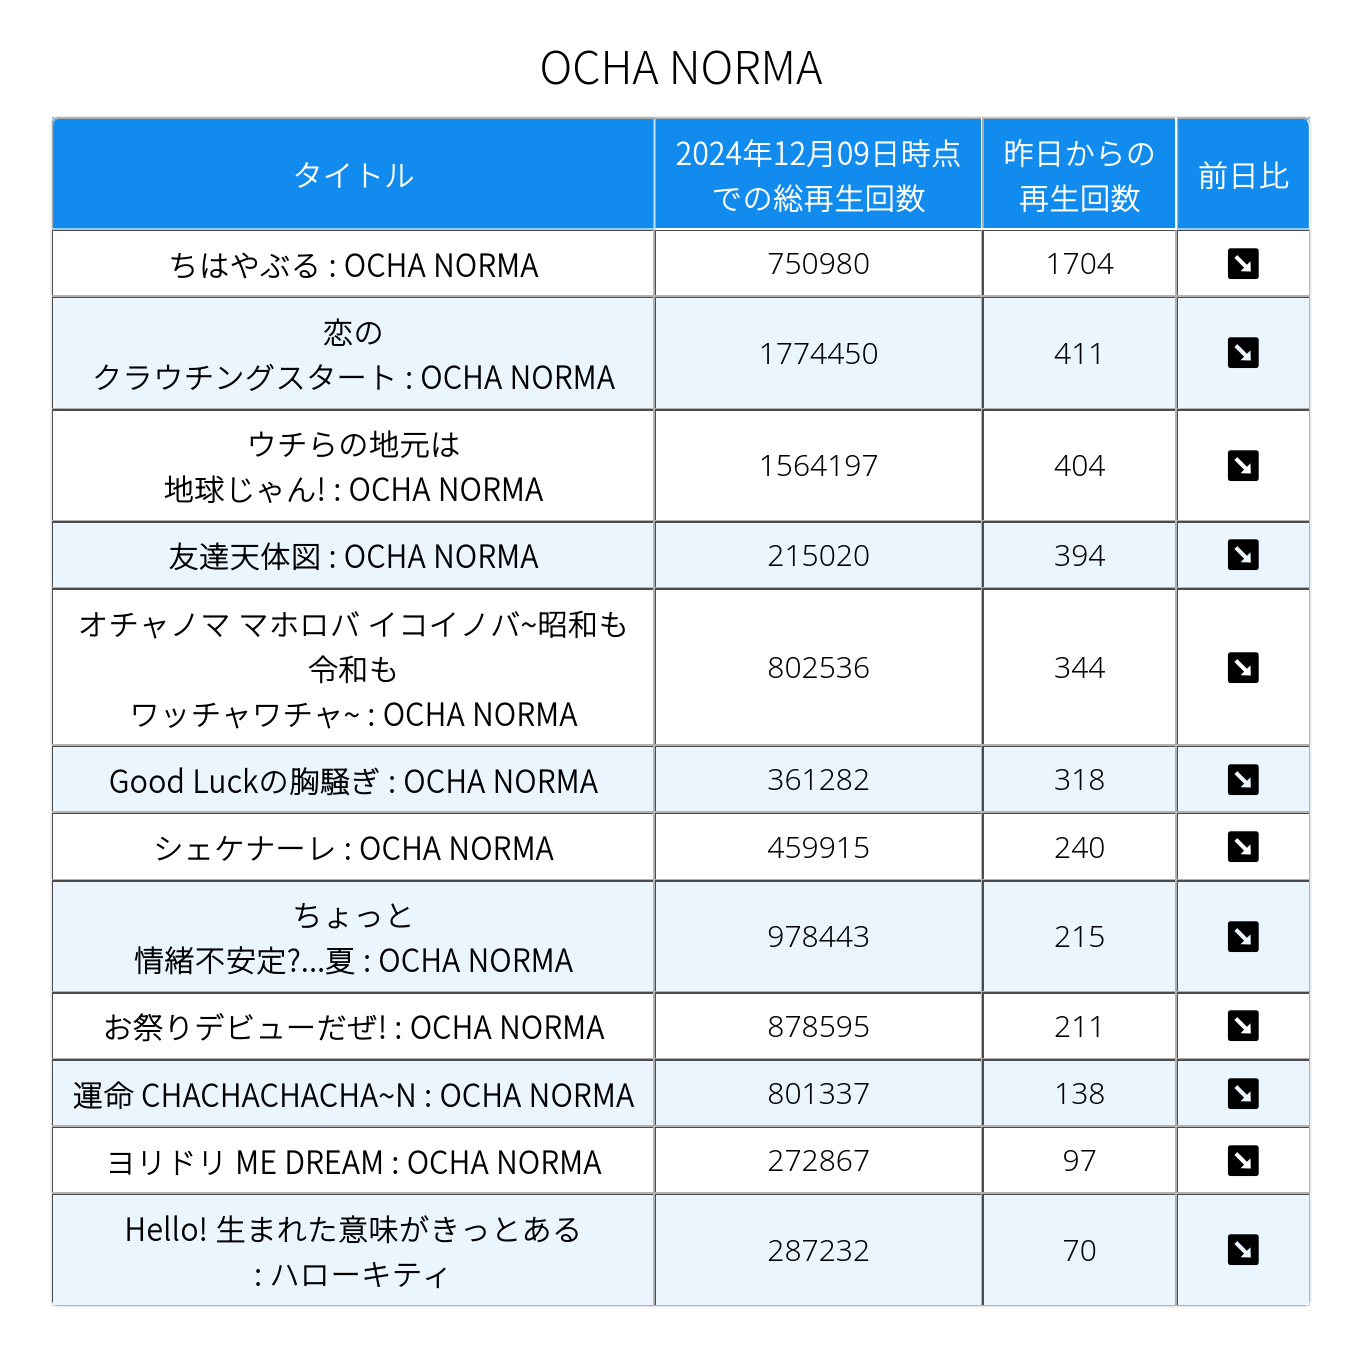 OCHA NORMA
タイトル
2024年12月09日時点
での総再生回数
昨日からの
再生回数
前日比
ちはやぶる : OCHA NORMA
750980
1704
恋の
クラウチングスタート : OCHA NORMA
1774450
411
ウチらの地元は
地球じゃん! : OCHA NORMA
1564197
404
友達天体図 : OCHA NORMA
215020
394
オチャノマ マホロバ イコイノバ~昭和も
令和も
ワッチャワチャ~ : OCHA NORMA
802536
344
Good Luckの胸騒ぎ : OCHA NORMA
361282
318
シェケナーレ : OCHA NORMA
459915
240
ちょっと
情緒不安定?...夏 : OCHA NORMA
978443
215
お祭りデビューだぜ! : OCHA NORMA
878595
211
運命 CHACHACHACHA~N : OCHA NORMA
801337
138
ヨリドリ ME DREAM : OCHA NORMA
272867
97
Hello! 生まれた意味がきっとある
: ハローキティ
287232
70